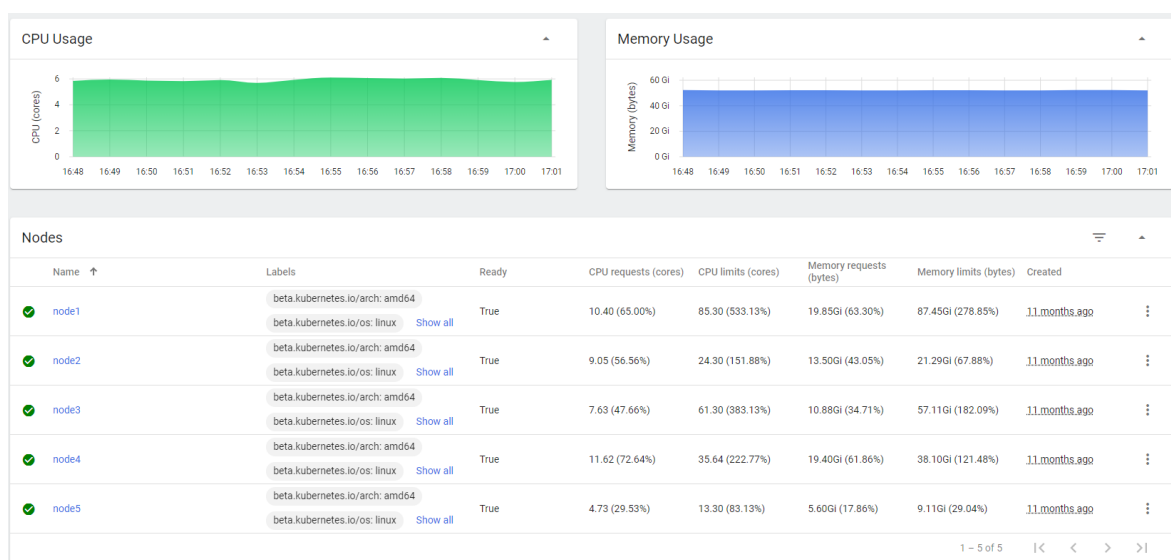 CPU Usage
CPU (cores)
6
4
2
0
16:48 16:49 16:50 16:51 16:52 16:53 16:54 16:55 16:56 16:57 16:58 16:59 17:00 17:01
Memory Usage
Memory (bytes)
60 Gi
40 Gi
20 Gi
0 Gi
16:48 16:49 16:50 16:51 16:52 16:53 16:54 16:55 16:56 16:57 16:58 16:59 17:00 17:01
Nodes
Name Labels Ready CPU requests (cores) CPU limits (cores) Memory requests (bytes) Memory limits (bytes) Created
beta.kubernetes.io/arch: amd64
node1 True 10.40 (65.00%) 85.30 (533.13%) 19.85Gi (63.30%) 87.45Gi (278.85%) 11 months ago
beta.kubernetes.io/os: linux Show all
beta.kubernetes.io/arch: amd64
node2 True 9.05 (56.56%) 24.30 (151.88%) 13.50Gi (43.05%) 21.29Gi (67.88%) 11 months ago
beta.kubernetes.io/os: linux Show all
beta.kubernetes.io/arch: amd64
node3 True 7.63 (47.66%) 61.30 (383.13%) 10.88Gi (34.71%) 57.11Gi (182.09%) 11 months ago
beta.kubernetes.io/os: linux Show all
beta.kubernetes.io/arch: amd64
node4 True 11.62 (72.64%) 35.64 (222.77%) 19.40Gi (61.86%) 38.10Gi (121.48%) 11 months ago
beta.kubernetes.io/os: linux Show all
beta.kubernetes.io/arch: amd64
node5 True 4.73 (29.53%) 13.30 (83.13%) 5.60Gi (17.86%) 9.11Gi (29.04%) 11 months ago
beta.kubernetes.io/os: linux Show all
1 – 5 of 5